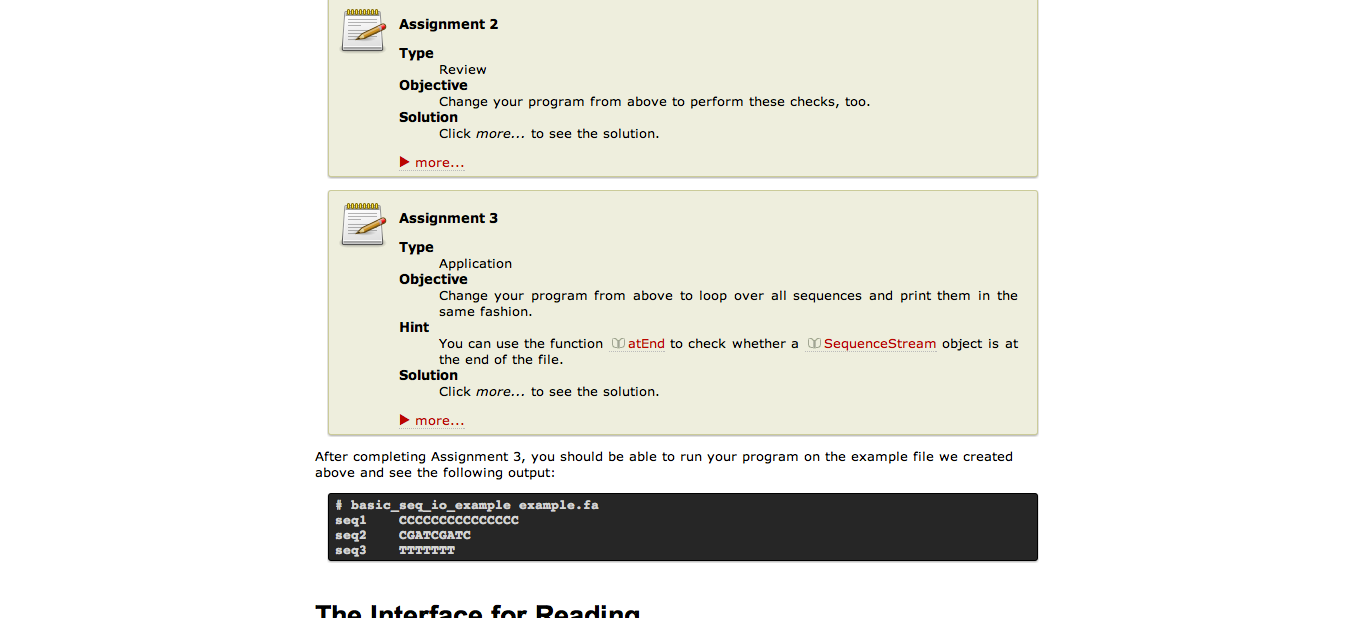 Assignment 2
Type
Review
Objective
Change your program from above to perform these checks, too.
Solution
Click more... to see the solution.
more...
Assignment 3
Type
Application
Objective
Change your program from above to loop over all sequences and print them in the
same fashion.
Hint
You can use the function atEnd to check whether a SequenceStream object is at
the end of the file.
Solution
Click more... to see the solution.
more...
After completing Assignment 3, you should be able to run your program on the example file we created
above and see the following output:
# basic_seq_io_example example.fa
seq1 CCCCCCCCCCCCCCC
seq2 CGATCGATC
seq3 TTTTTTT
The Interface for Reading